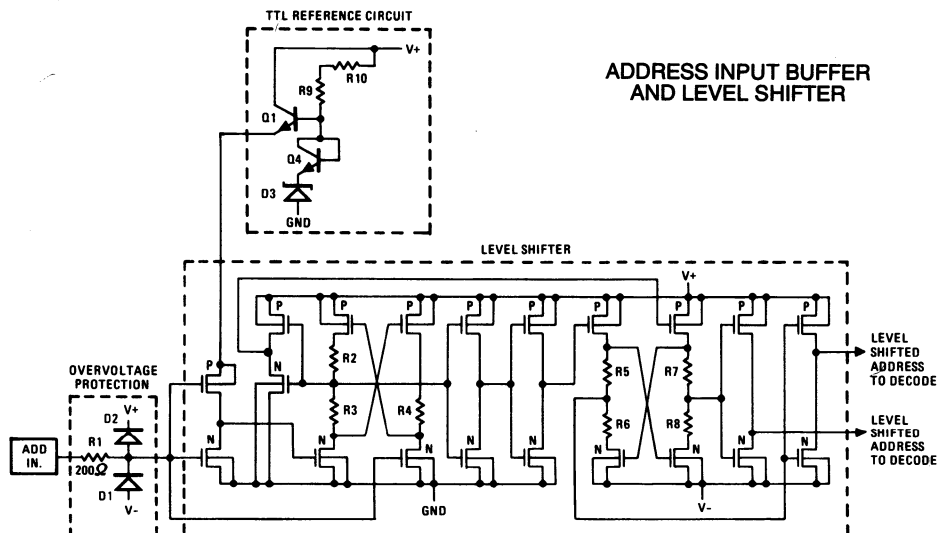 TTL REFERENCE CIRCUIT
V+
R10
R9
Q1
Q4
D3
GND
ADDRESS INPUT BUFFER
AND LEVEL SHIFTER
LEVEL SHIFTER
V+
P
P
P
P
P
P
P
P
P
R2
R3
R4
R5
R6
R7
R8
N
N
N
N
N
N
N
N
N
N
N
GND
V-
OVERVOLTAGE
PROTECTION
V+
D2
R1
200Ω
D1
V-
ADD
IN.
LEVEL
SHIFTED
ADDRESS
TO DECODE
LEVEL
SHIFTED
ADDRESS
TO DECODE